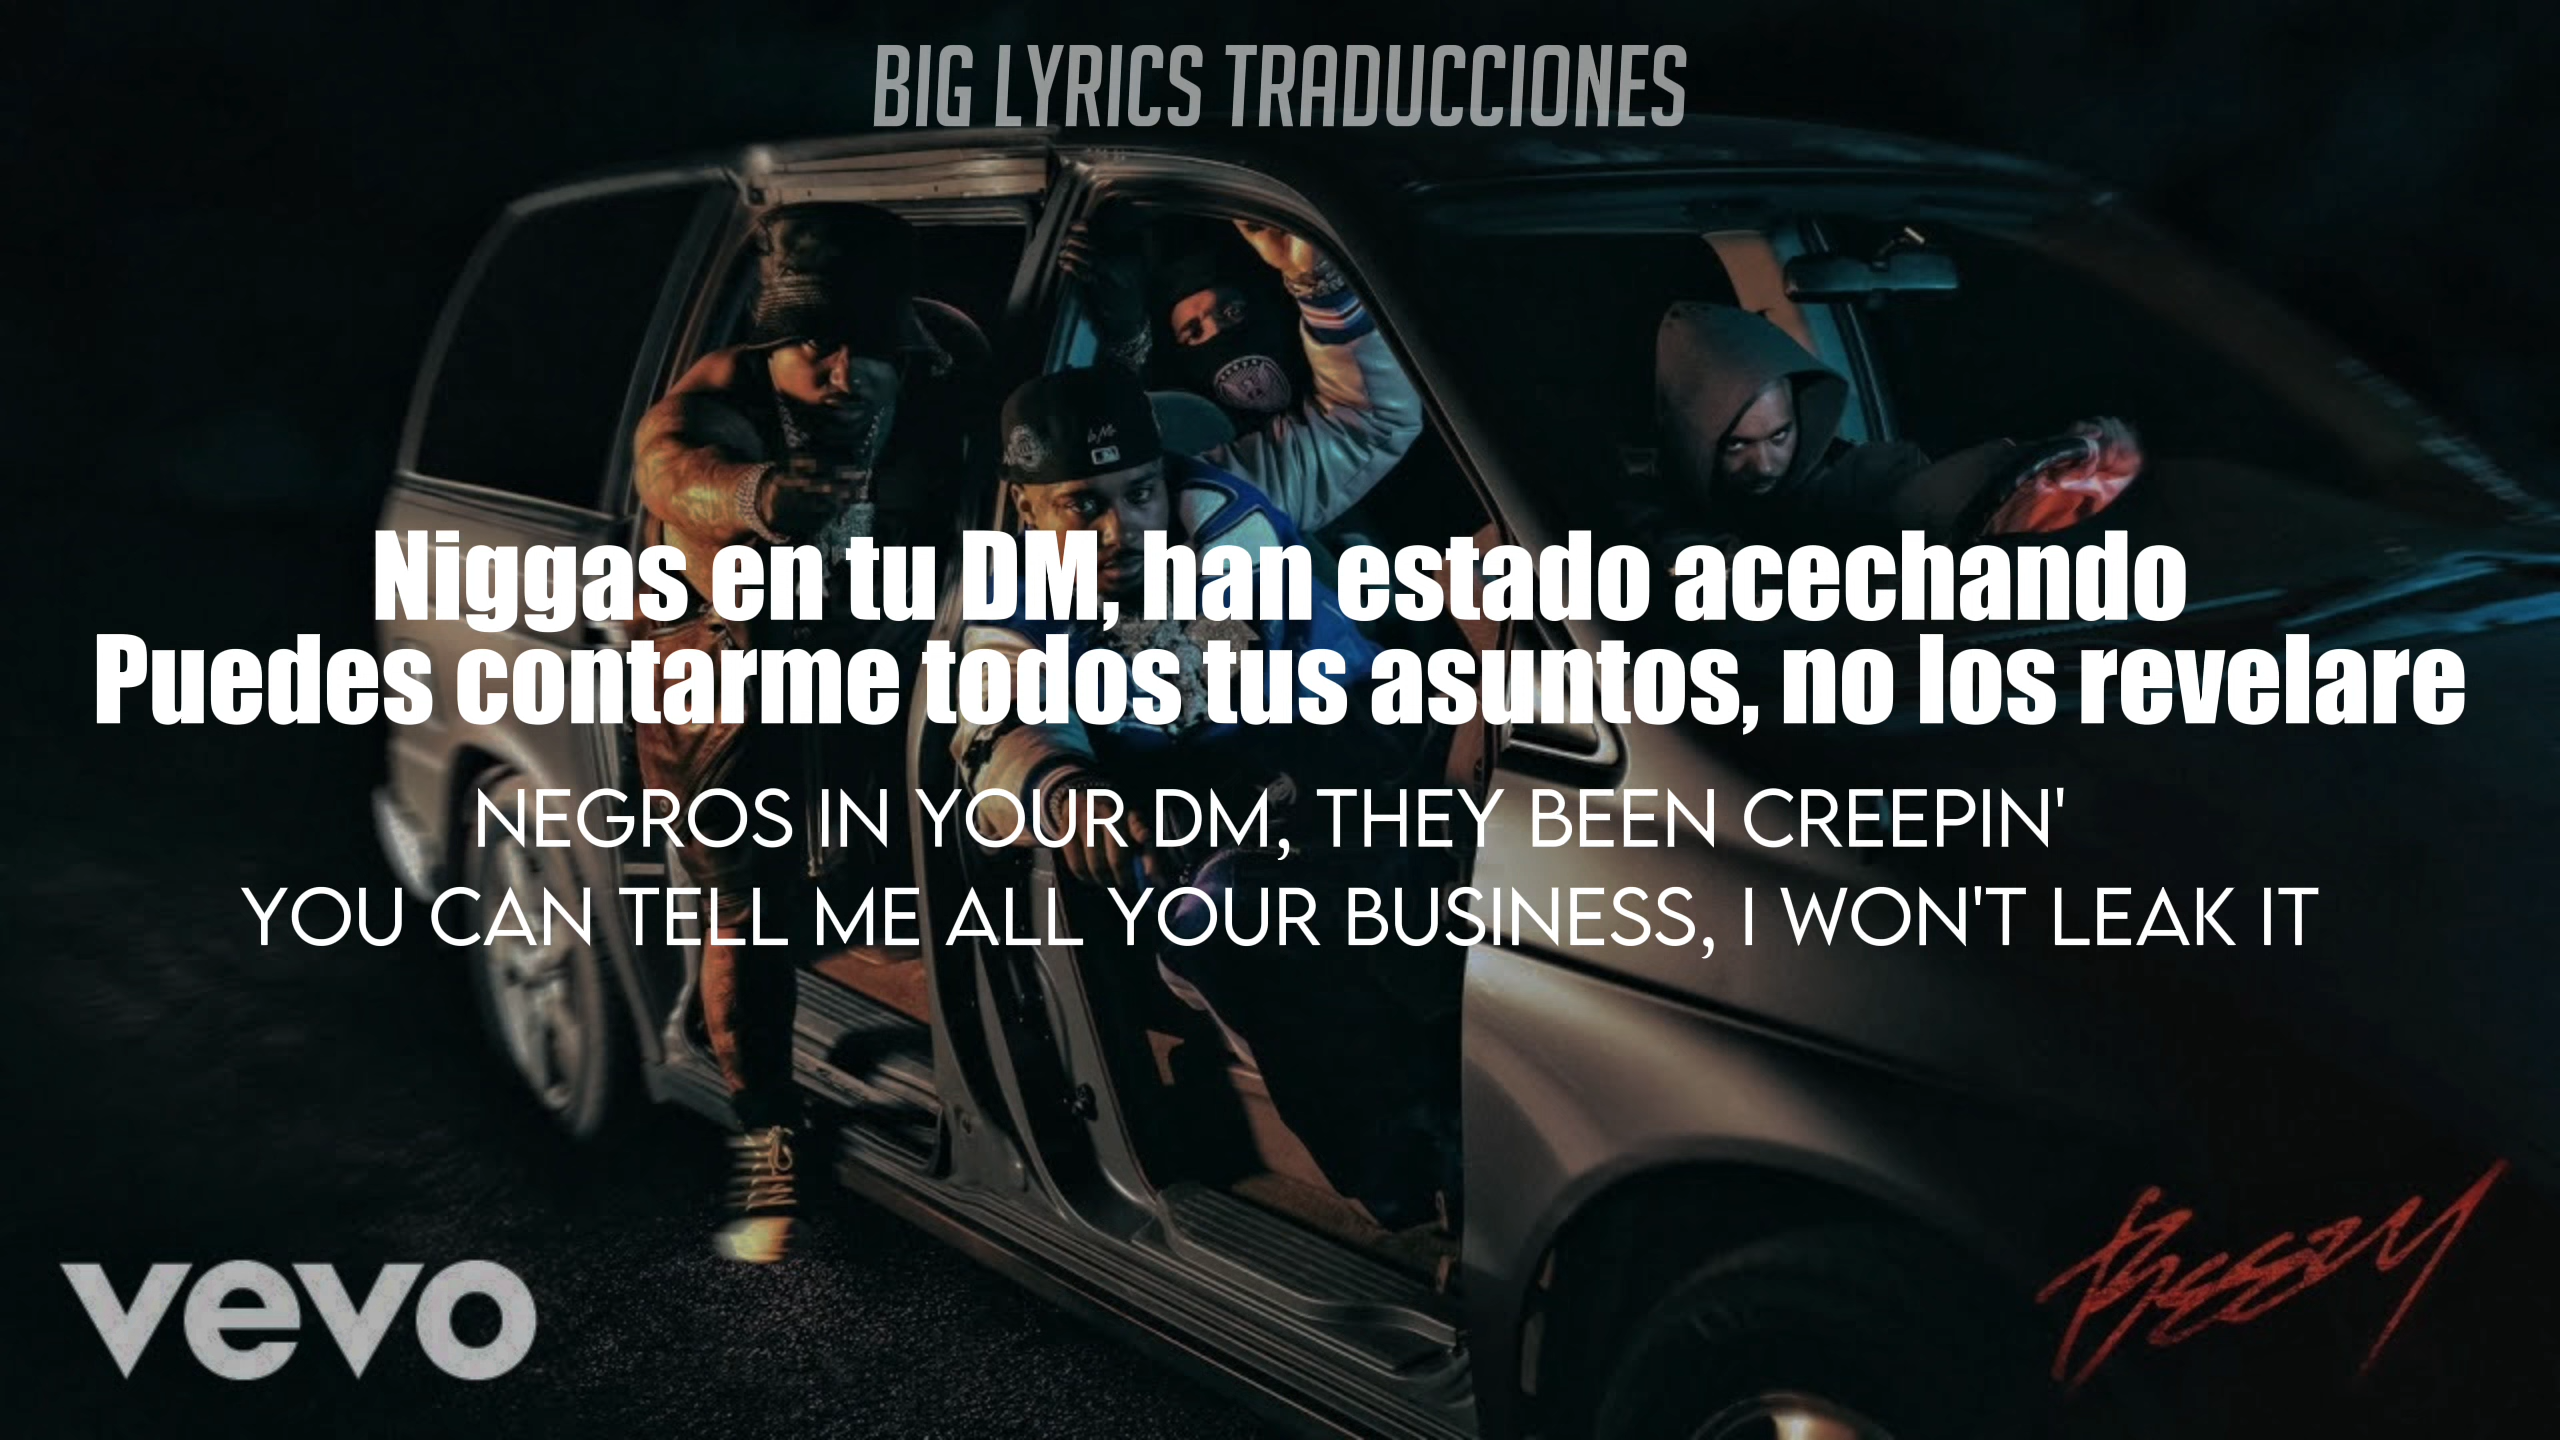 BIG LYRICS TRADUCCIONES
Niggas en tu DM, han estado acechando
Puedes contarme todos tus asuntos, no los revelare
NEGROS IN YOUR DM, THEY BEEN CREEPIN'
YOU CAN TELL ME ALL YOUR BUSINESS, I WON'T LEAK IT
vevo
Breezy